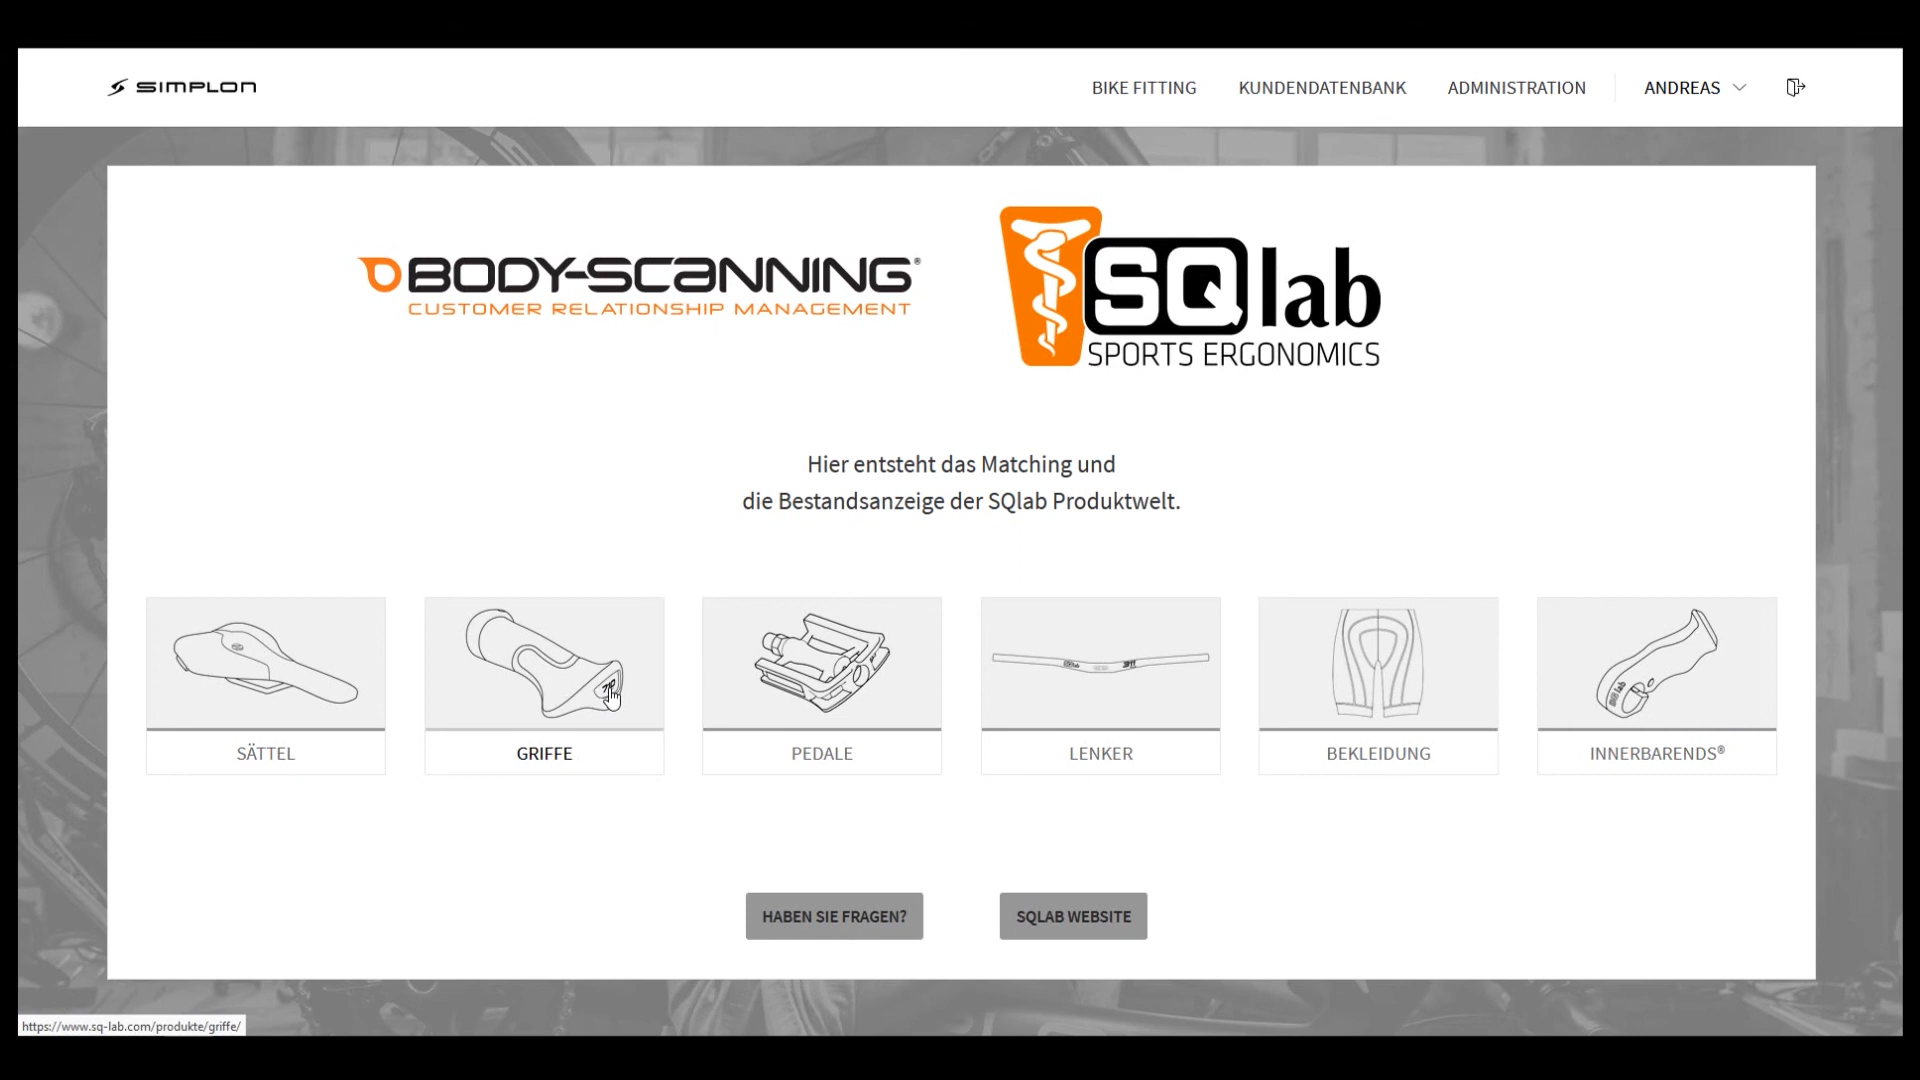 SIMPLON
BIKE FITTING
KUNDENDATENBANK
ADMINISTRATION
ANDREAS
BODY-SCANNING®
CUSTOMER RELATIONSHIP MANAGEMENT
SQlab
SPORTS ERGONOMICS
Hier entsteht das Matching und
die Bestandsanzeige der SQlab Produktwelt.
SÄTTEL
GRIFFE
PEDALE
LENKER
BEKLEIDUNG
INNERBARENDS®
HABEN SIE FRAGEN?
SQLAB WEBSITE
https://www.sq-lab.com/produkte/griffe/